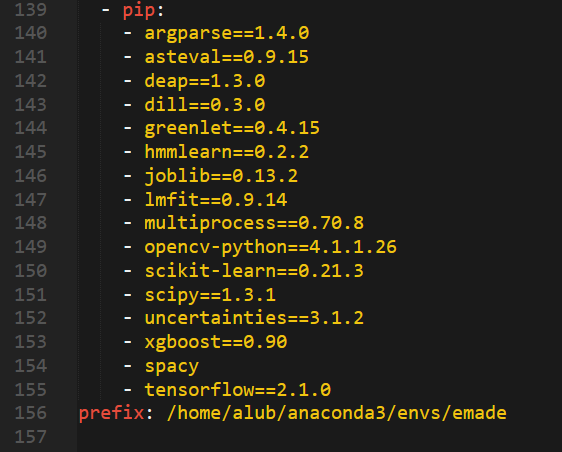 139 - pip:
140 - argparse==1.4.0
141 - asteval==0.9.15
142 - deap==1.3.0
143 - dill==0.3.0
144 - greenlet==0.4.15
145 - hmmlearn==0.2.2
146 - joblib==0.13.2
147 - lmfit==0.9.14
148 - multiprocess==0.70.8
149 - opencv-python==4.1.1.26
150 - scikit-learn==0.21.3
151 - scipy==1.3.1
152 - uncertainties==3.1.2
153 - xgboost==0.90
154 - spacy
155 - tensorflow==2.1.0
156 prefix: /home/alub/anaconda3/envs/emade
157